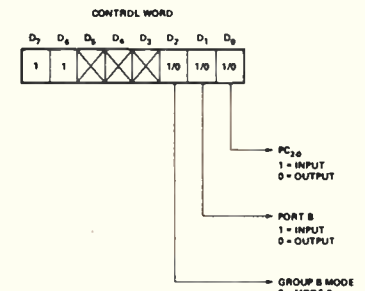 CONTROL WORD
D7 D6 D5 D4 D3 D2 D1 D0
1 1 1/0 1/0 1/0
PC2-0
1 = INPUT
0 = OUTPUT
PORT B
1 = INPUT
0 = OUTPUT
GROUP B MODE